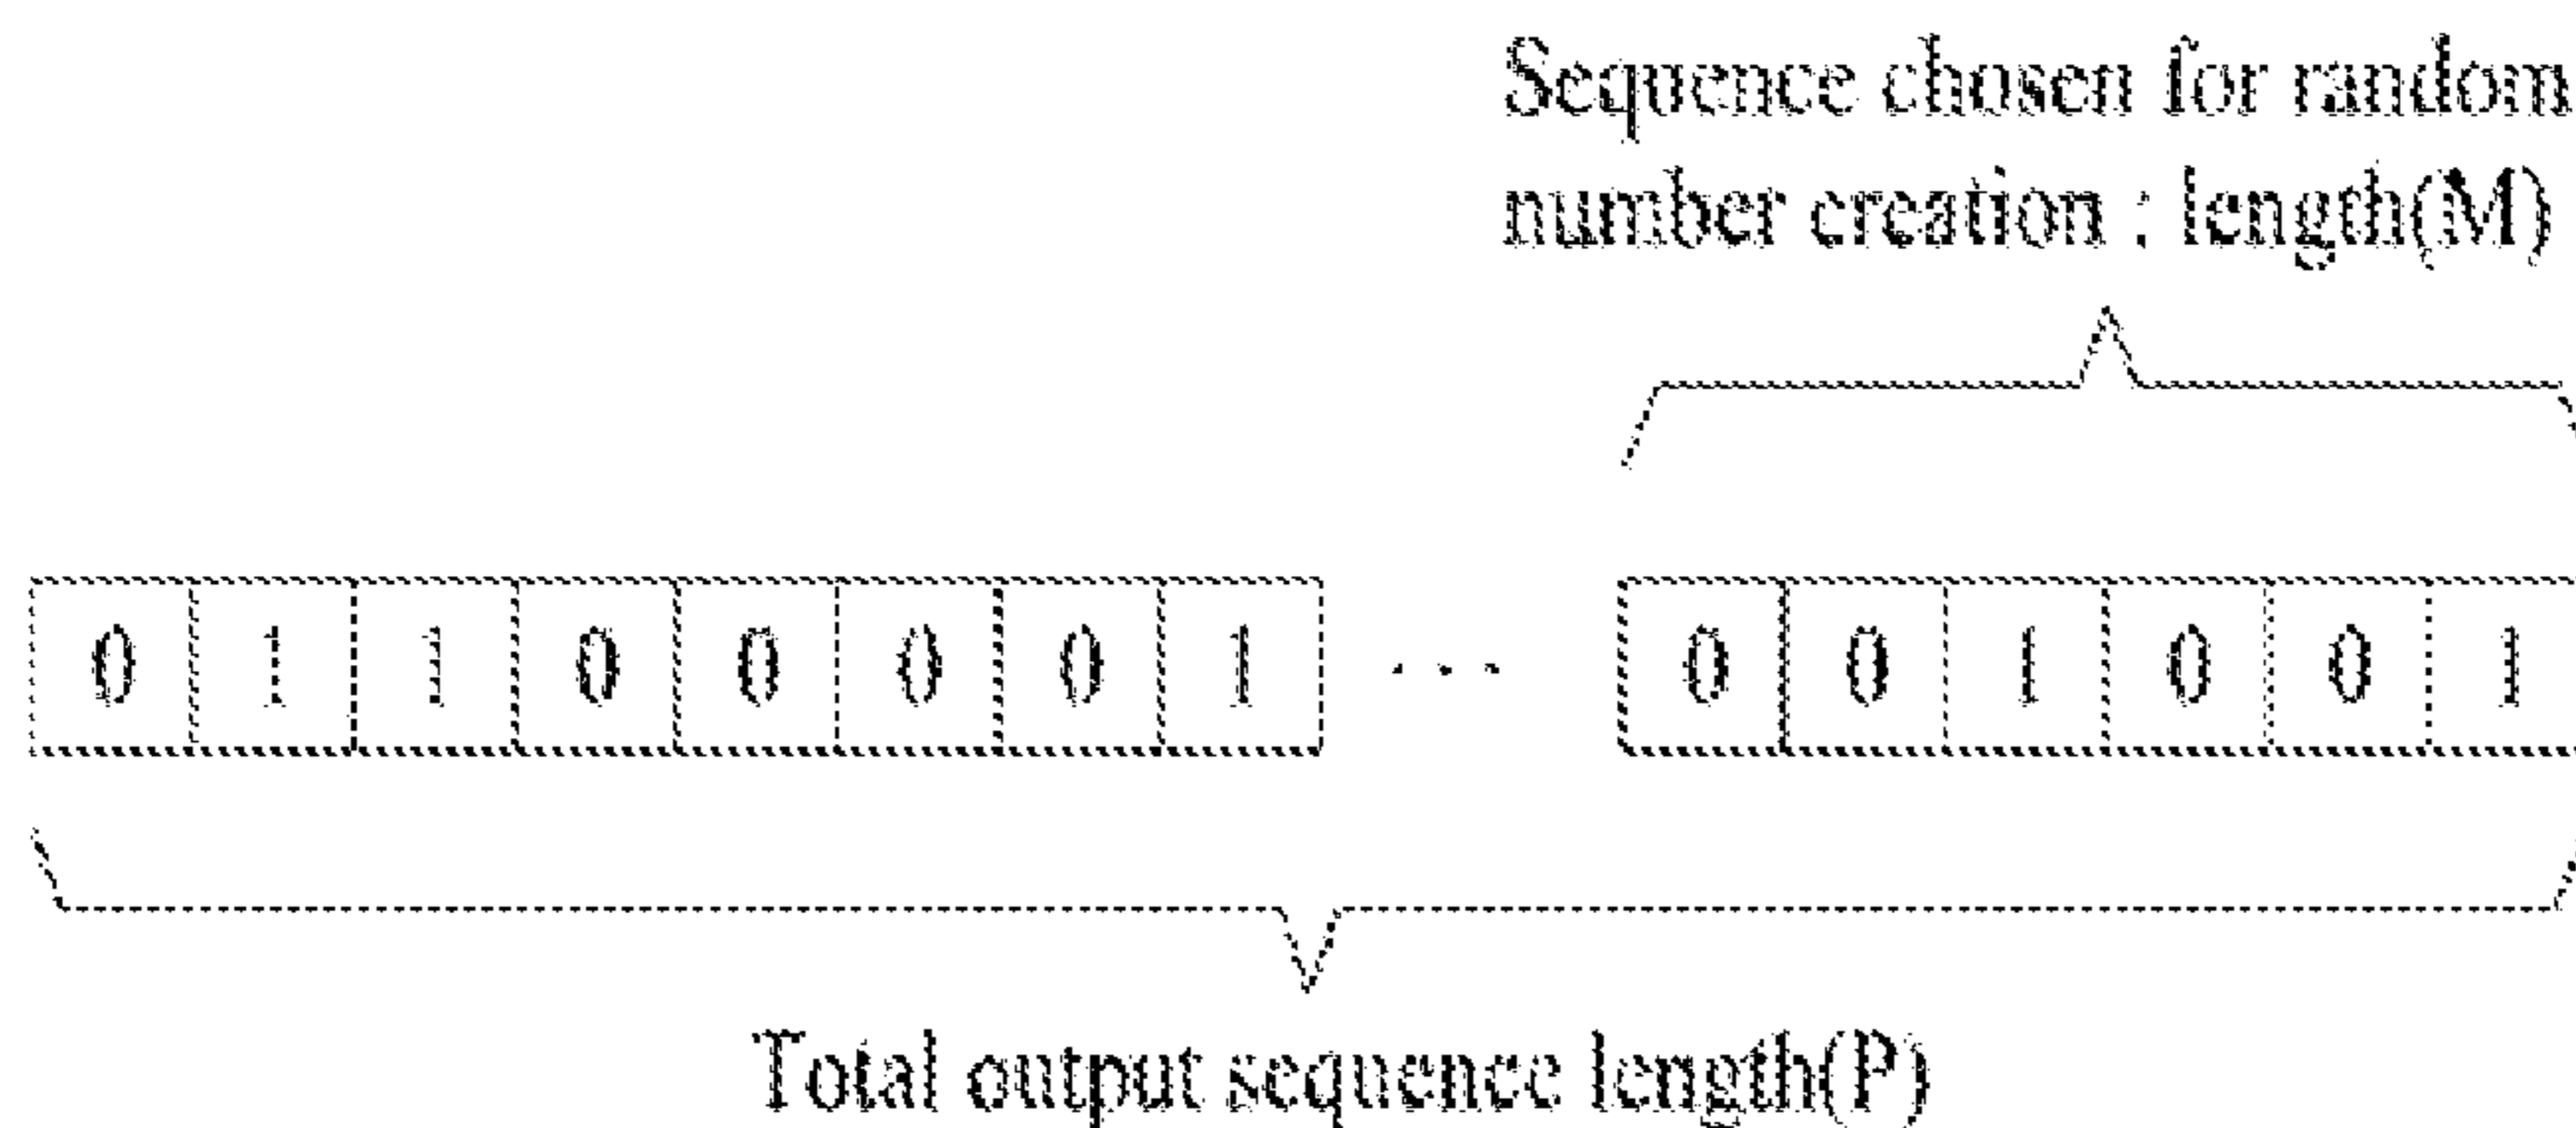 Sequence chosen for random
number creation : length(M)
0 1 1 0 0 0 0 1 ... 0 0 1 0 0 1
Total output sequence length(P)